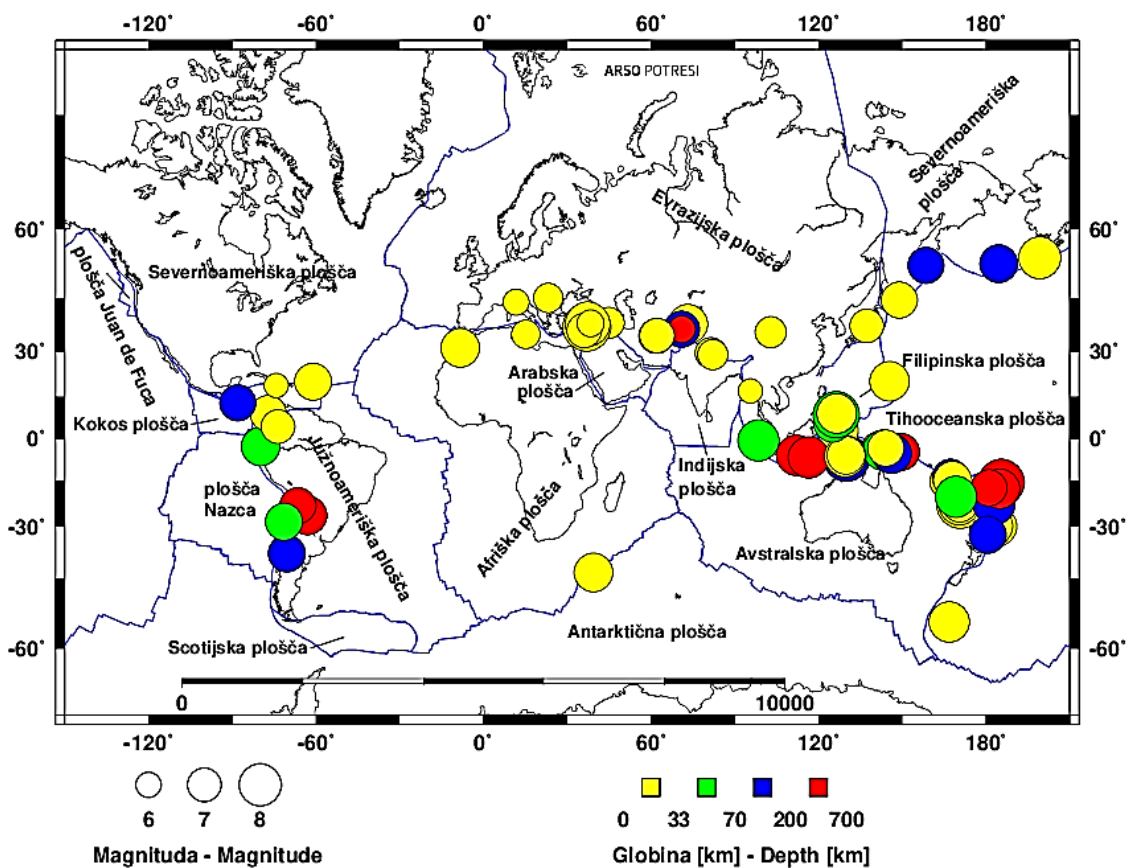 -120° -60° 0° 60° 120° 180°
ARSO POTRESI
60° 60°
30° 30°
0° 0°
-30° -30°
-60° -60°
plošča Juan de Fuca
Severnoameriška plošča
Evrazijska plošča
Severnoameriška
plošča
Kokos plošča
Arabska
plošča
Filipinska plošča
Tihooceanska plošča
Indijska
plošča
plošča
Nazca
Južnoameriška plošča
Afriška plošča
Avstralska plošča
Scotijska plošča
Antarktična plošča
0 10000
-120° -60° 0° 60° 120° 180°
6 7 8
0 33 70 200 700
Magnituda - Magnitude
Globina [km] - Depth [km]